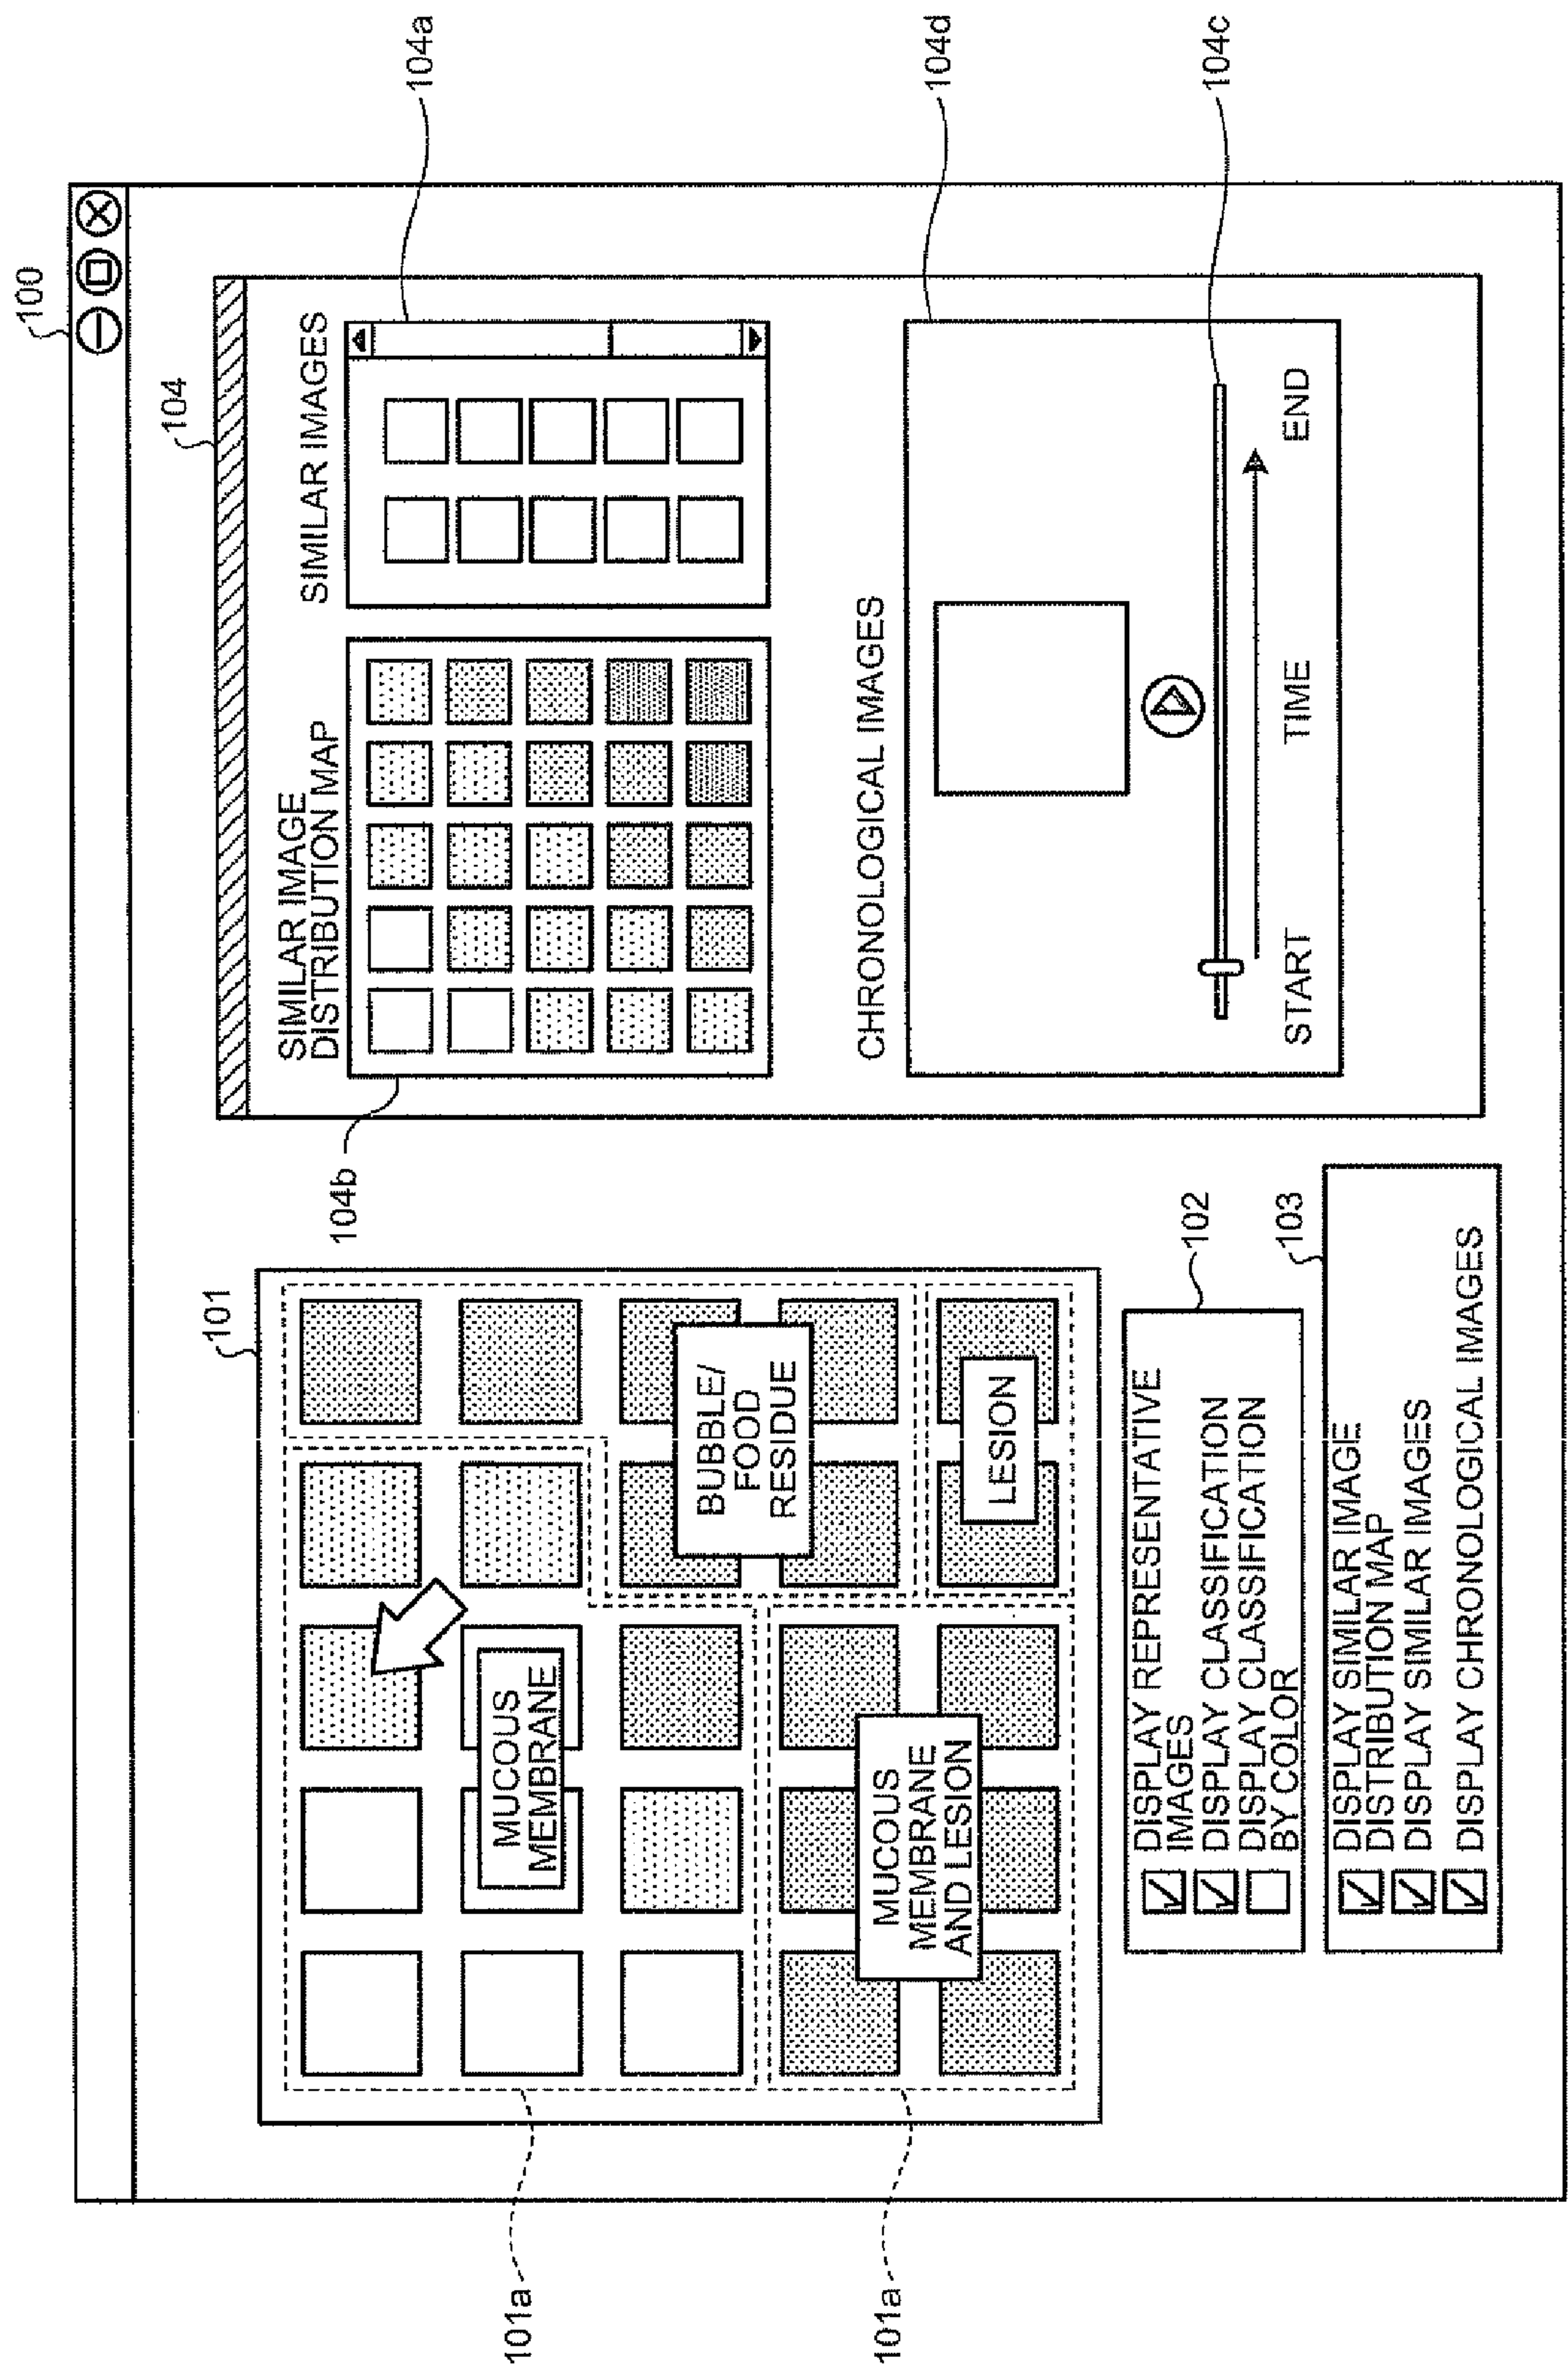 100
101
MUCOUS
MEMBRANE
BUBBLE/
FOOD
RESIDUE
MUCOUS
MEMBRANE
AND LESION
LESION
101a
101a
102
DISPLAY REPRESENTATIVE
IMAGES
DISPLAY CLASSIFICATION
DISPLAY CLASSIFICATION
BY COLOR
103
DISPLAY SIMILAR IMAGE
DISTRIBUTION MAP
DISPLAY SIMILAR IMAGES
DISPLAY CHRONOLOGICAL IMAGES
104
SIMILAR IMAGE
DISTRIBUTION MAP
104b
SIMILAR IMAGES
104a
CHRONOLOGICAL IMAGES
104d
104c
START
TIME
END